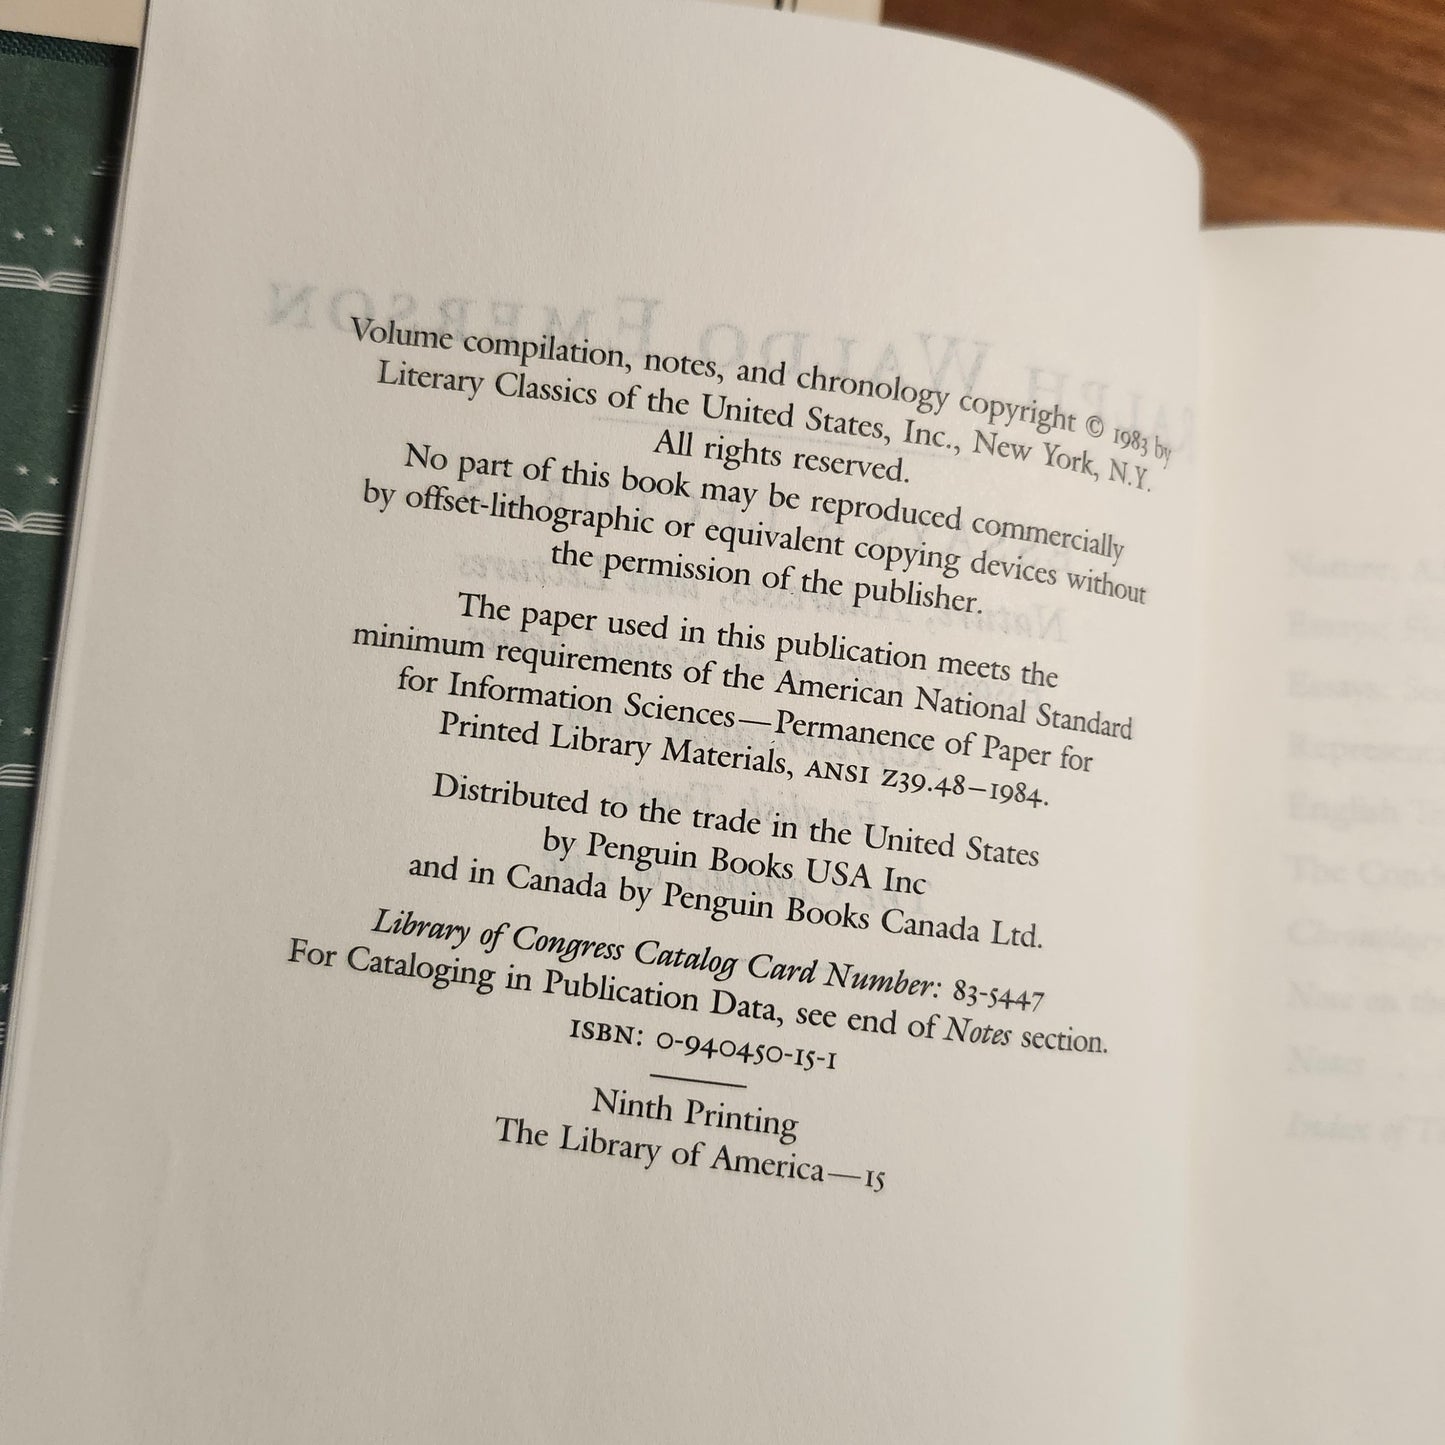 Volume compilation, notes, and chronology copyright © 1983 by
Literary Classics of the United States, Inc., New York, N.Y.
All rights reserved.
No part of this book may be reproduced commercially
by offset-lithographic or equivalent copying devices without
the permission of the publisher.
The paper used in this publication meets the
minimum requirements of the American National Standard
for Information Sciences—Permanence of Paper for
Printed Library Materials, ANSI Z39.48–1984.
Distributed to the trade in the United States
by Penguin Books USA Inc
and in Canada by Penguin Books Canada Ltd.
Library of Congress Catalog Card Number: 83-5447
For Cataloging in Publication Data, see end of Notes section.
ISBN: 0-940450-15-1
Ninth Printing
The Library of America—15